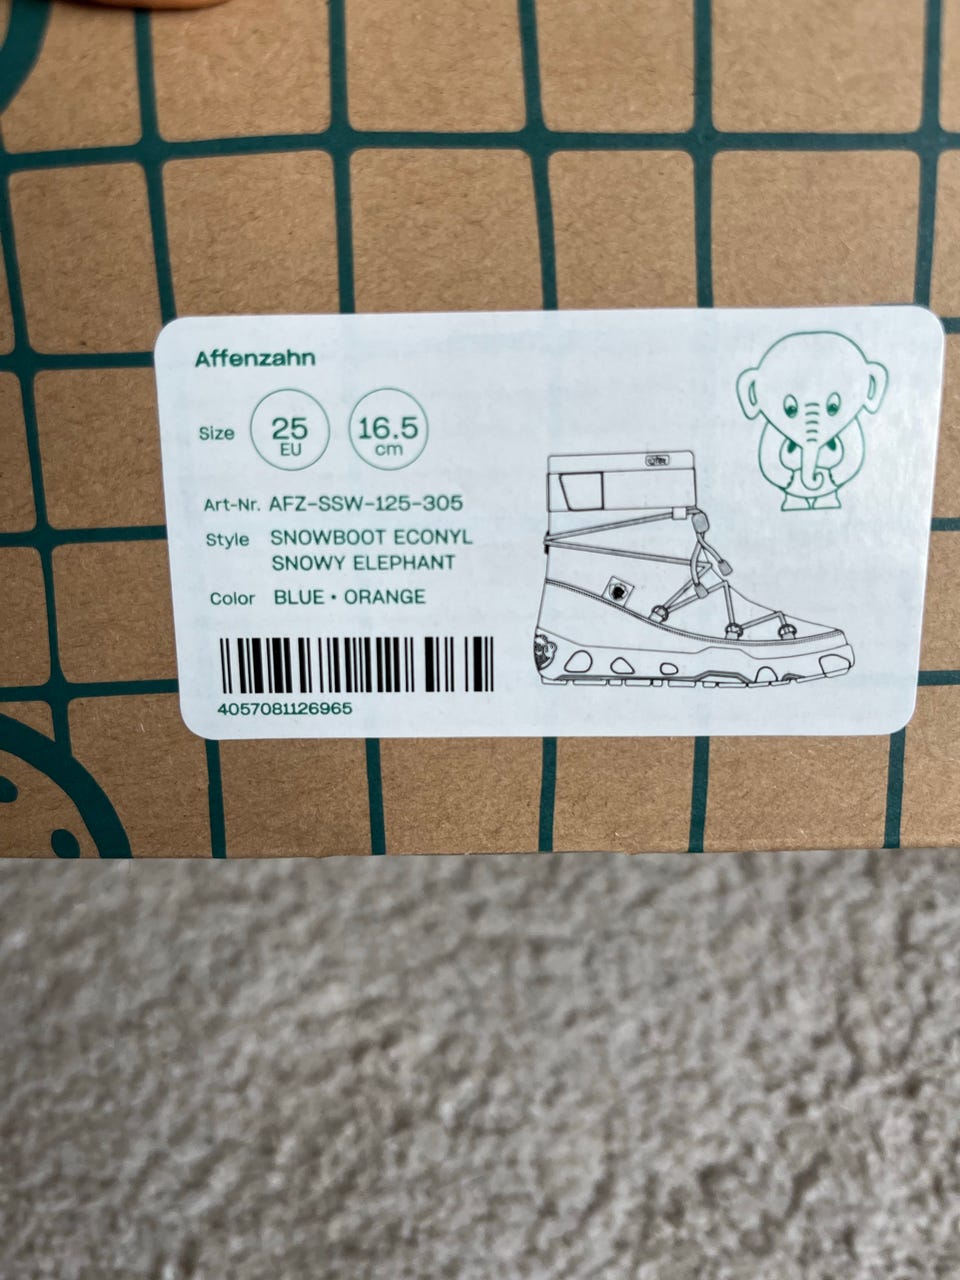 Affenzahn
Size 25 EU 16.5 cm
Art-Nr. AFZ-SSW-125-305
Style SNOWBOOT ECONYL
SNOWY ELEPHANT
Color BLUE • ORANGE
4057081126965